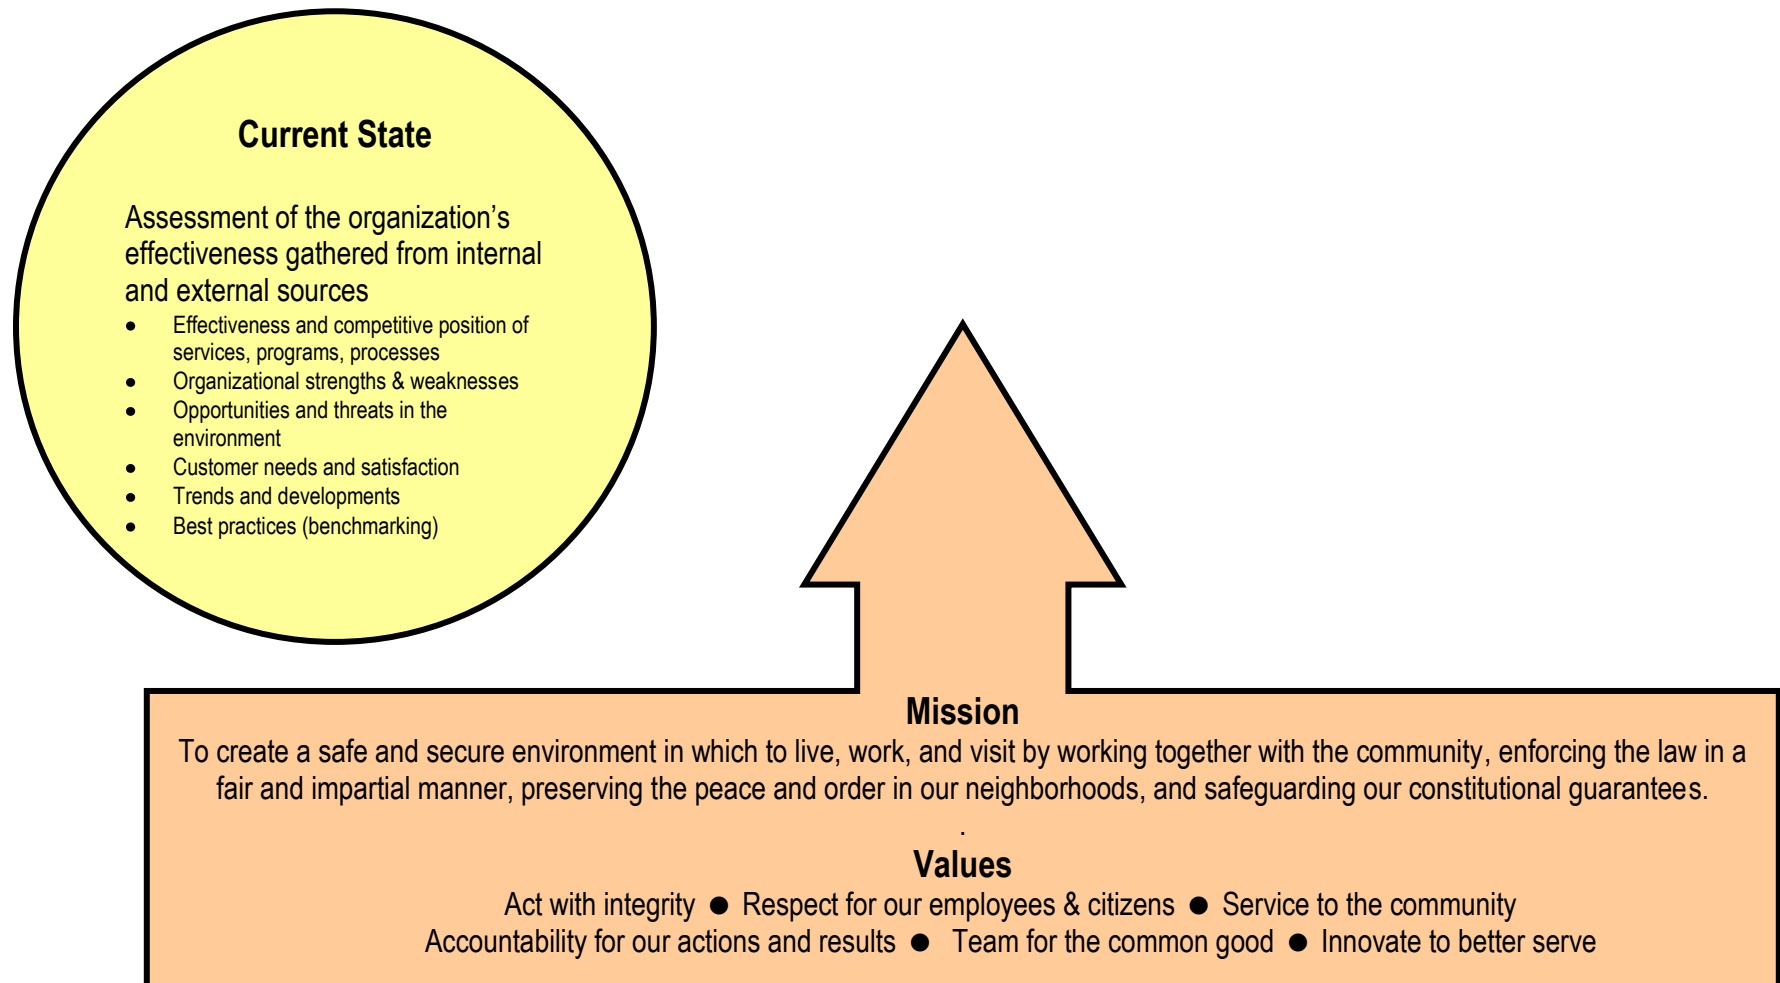 Current State
Assessment of the organization’s
effectiveness gathered from internal
and external sources
• Effectiveness and competitive position of
services, programs, processes
• Organizational strengths & weaknesses
• Opportunities and threats in the
environment
• Customer needs and satisfaction
• Trends and developments
• Best practices (benchmarking)
Mission
To create a safe and secure environment in which to live, work, and visit by working together with the community, enforcing the law in a
fair and impartial manner, preserving the peace and order in our neighborhoods, and safeguarding our constitutional guarantees.
.
Values
Act with integrity ● Respect for our employees & citizens ● Service to the community
Accountability for our actions and results ● Team for the common good ● Innovate to better serve